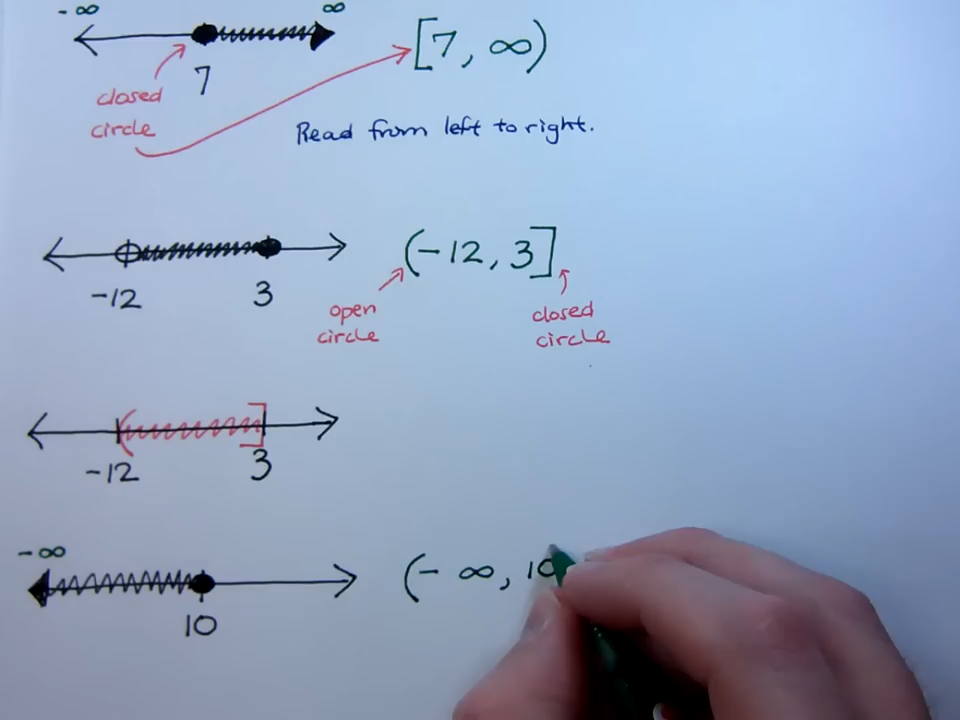 -∞ ∞
[7, ∞)
7
closed
circle
Read from left to right.
(-12, 3]
-12 3
open
circle
closed
circle
( ]
-12 3
-∞
(- ∞, 10
10